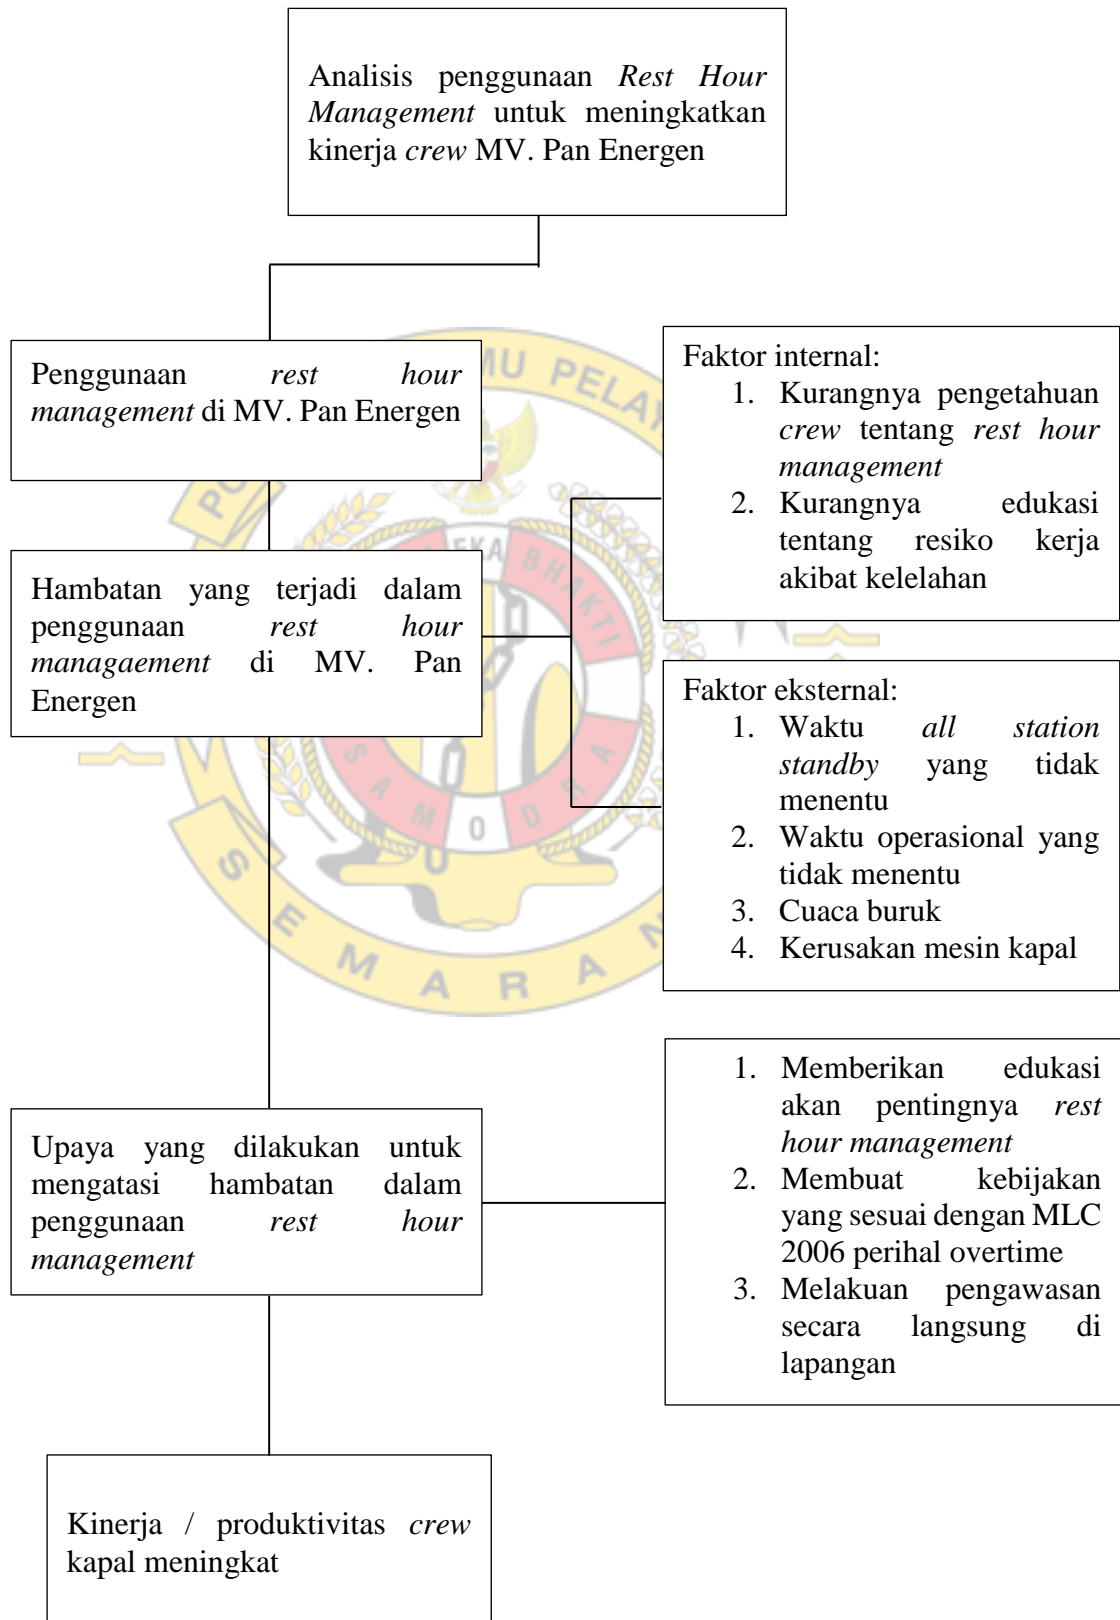 Analisis penggunaan Rest Hour
Management untuk meningkatkan
kinerja crew MV. Pan Energen
Penggunaan rest hour
management di MV. Pan Energen
Faktor internal:
1. Kurangnya pengetahuan
crew tentang rest hour
management
2. Kurangnya edukasi
tentang resiko kerja
akibat kelelahan
Hambatan yang terjadi dalam
penggunaan rest hour
managaement di MV. Pan
Energen
Faktor eksternal:
1. Waktu all station
standby yang tidak
menentu
2. Waktu operasional yang
tidak menentu
3. Cuaca buruk
4. Kerusakan mesin kapal
Upaya yang dilakukan untuk
mengatasi hambatan dalam
penggunaan rest hour
management
1. Memberikan edukasi
akan pentingnya rest
hour management
2. Membuat kebijakan
yang sesuai dengan MLC
2006 perihal overtime
3. Melakuan pengawasan
secara langsung di
lapangan
Kinerja / produktivitas crew
kapal meningkat
BHAKTI
SAMODRA
SEMARAN